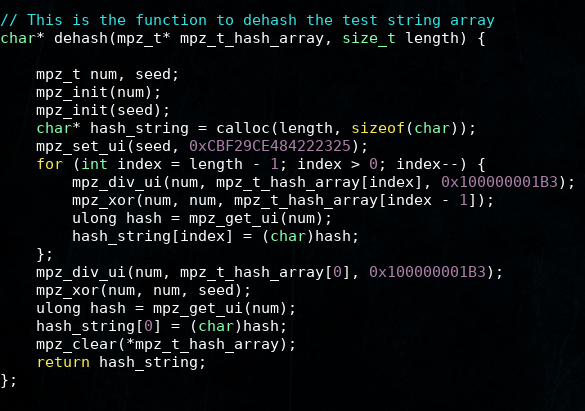 // This is the function to dehash the test string array
char* dehash(mpz_t* mpz_t_hash_array, size_t length) {
    mpz_t num, seed;
    mpz_init(num);
    mpz_init(seed);
    char* hash_string = calloc(length, sizeof(char));
    mpz_set_ui(seed, 0xCBF29CE484222325);
    for (int index = length - 1; index > 0; index--) {
        mpz_div_ui(num, mpz_t_hash_array[index], 0x100000001B3);
        mpz_xor(num, num, mpz_t_hash_array[index - 1]);
        ulong hash = mpz_get_ui(num);
        hash_string[index] = (char)hash;
    };
    mpz_div_ui(num, mpz_t_hash_array[0], 0x100000001B3);
    mpz_xor(num, num, seed);
    ulong hash = mpz_get_ui(num);
    hash_string[0] = (char)hash;
    mpz_clear(*mpz_t_hash_array);
    return hash_string;
};